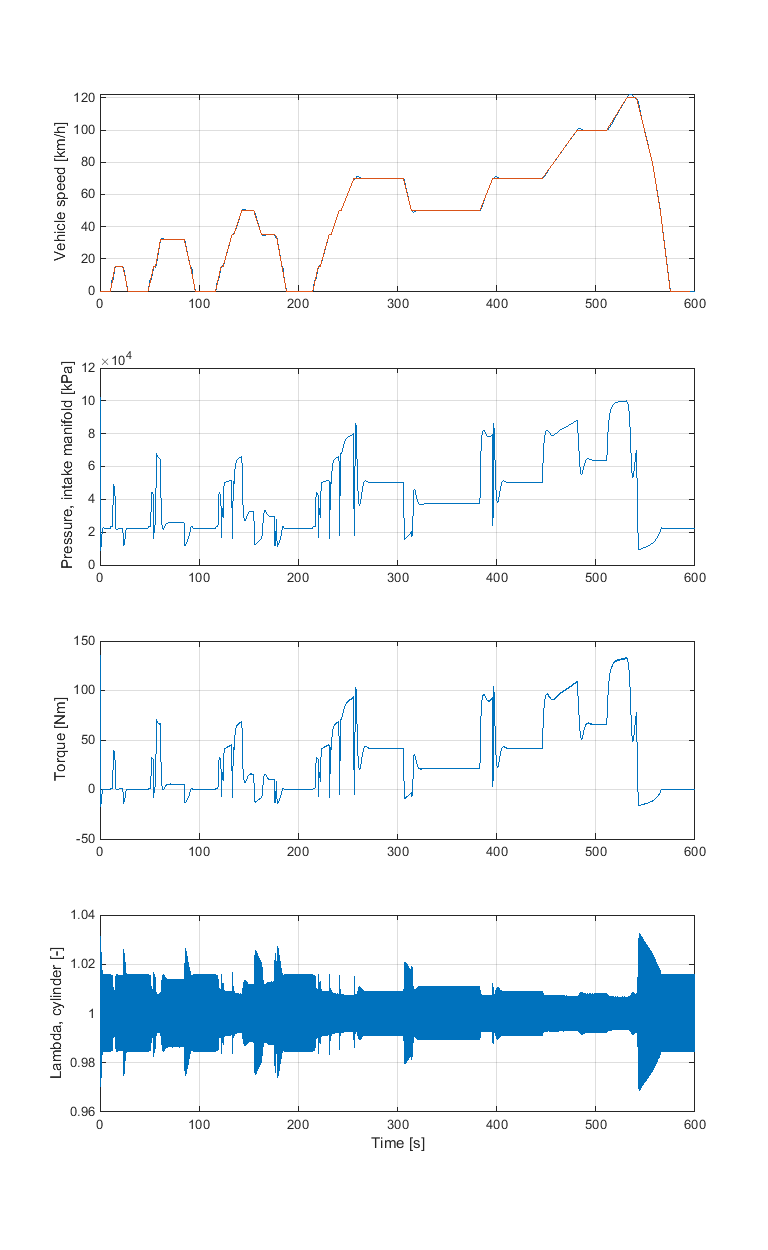 Vehicle speed [km/h]
120
100
80
60
40
20
0
0 100 200 300 400 500 600
Pressure, intake manifold [kPa]
×10⁴
12
10
8
6
4
2
0
0 100 200 300 400 500 600
Torque [Nm]
150
100
50
0
-50
0 100 200 300 400 500 600
Lambda, cylinder [-]
1.04
1.02
1
0.98
0.96
0 100 200 300 400 500 600
Time [s]